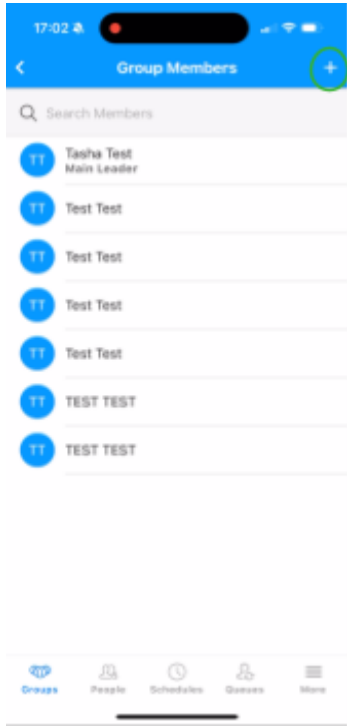 17:02
Group Members
Search Members
TT
Tasha Test
Main Leader
TT
Test Test
TT
Test Test
TT
Test Test
TT
Test Test
TT
TEST TEST
TT
TEST TEST
Groups People Schedules Queues More